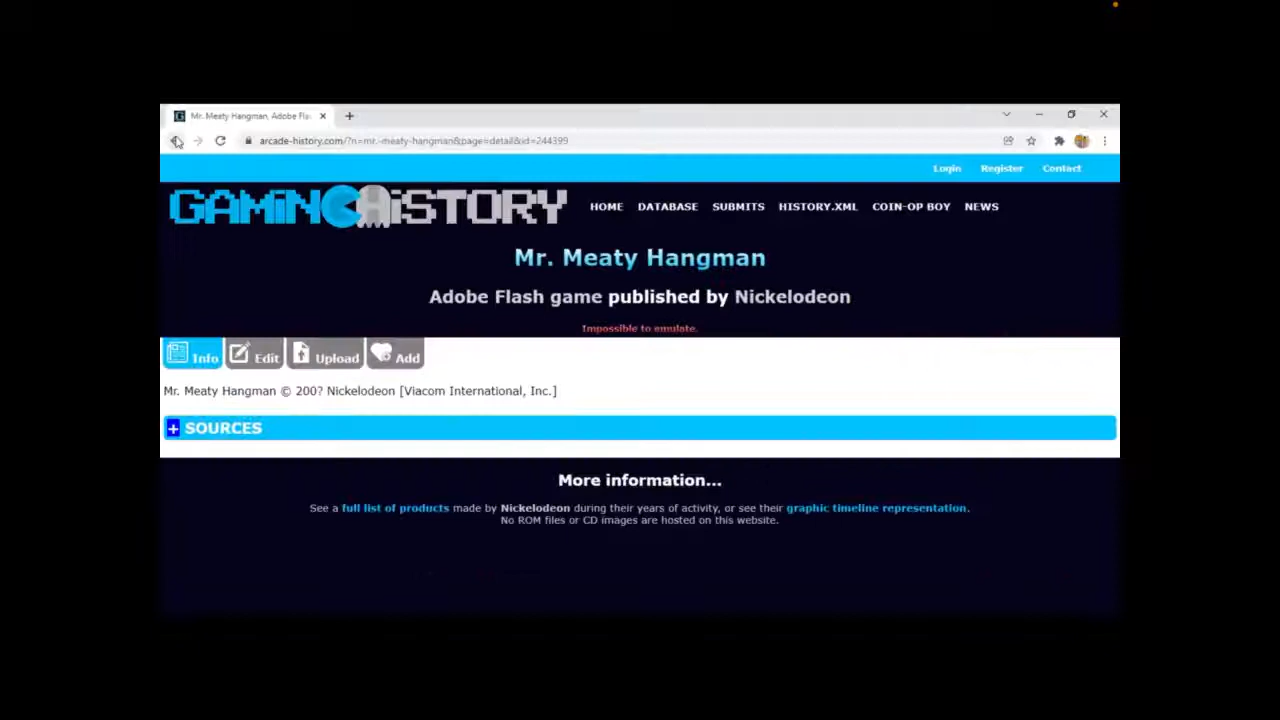 Mr. Meaty Hangman, Adobe Fla
arcade-history.com/?n=mr.-meaty-hangman&page=detail&id=244399
Login Register Contact
GAMiNG HiSTORY
HOME DATABASE SUBMITS HISTORY.XML COIN-OP BOY NEWS
Mr. Meaty Hangman
Adobe Flash game published by Nickelodeon
Impossible to emulate.
Info Edit Upload Add
Mr. Meaty Hangman © 200? Nickelodeon [Viacom International, Inc.]
+ SOURCES
More information...
See a full list of products made by Nickelodeon during their years of activity, or see their graphic timeline representation.
No ROM files or CD images are hosted on this website.